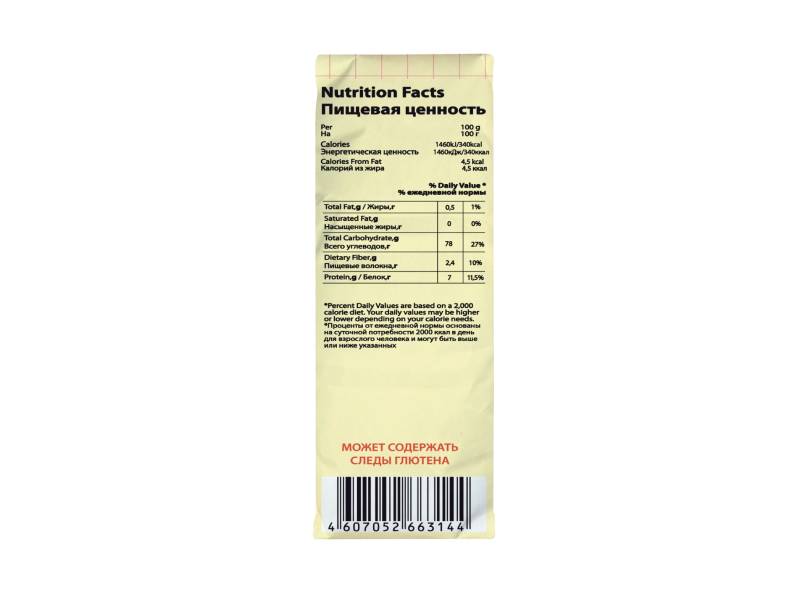 Nutrition Facts
Пищевая ценность
Per 100 g
На 100 г
Calories 1460kJ/340kcal
Энергетическая ценность 1460кДж/340ккал
Calories From Fat 4,5 kcal
Калорий из жира 4,5 ккал
% Daily Value *
% ежедневной нормы
Total Fat,g / Жиры,г 0,5 1%
Saturated Fat,g
Насыщенные жиры,г 0 0%
Total Carbohydrate,g
Всего углеводов,г 78 27%
Dietary Fiber,g
Пищевые волокна,г 2,4 10%
Protein,g / Белок,г 7 11,5%
*Percent Daily Values are based on a 2,000
calorie diet. Your daily values may be higher
or lower depending on your calorie needs.
*Проценты от ежедневной нормы основаны
на суточной потребности 2000 ккал в день
для взрослого человека и могут быть выше
или ниже указанных
МОЖЕТ СОДЕРЖАТЬ
СЛЕДЫ ГЛЮТЕНА
4 607052 663144